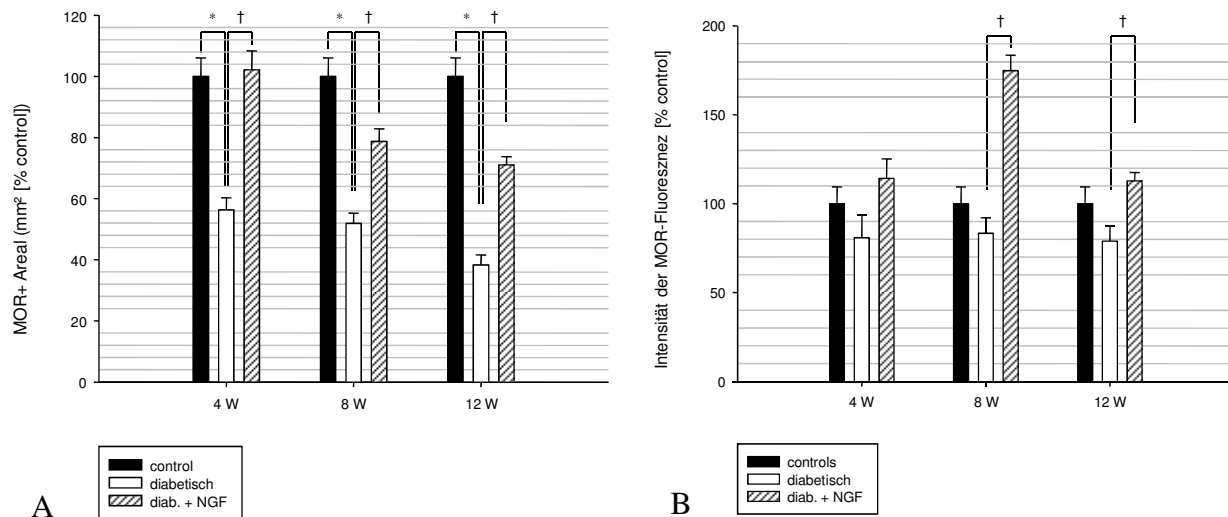 MOR+ Areal (mm² [% control])
120
100
80
60
40
20
0
* † * † * †
4 W 8 W 12 W
control
diabetisch
diab. + NGF
A
Intensität der MOR-Fluoresznez [% control]
200
150
100
50
0
† †
4 W 8 W 12 W
controls
diabetisch
diab. + NGF
B